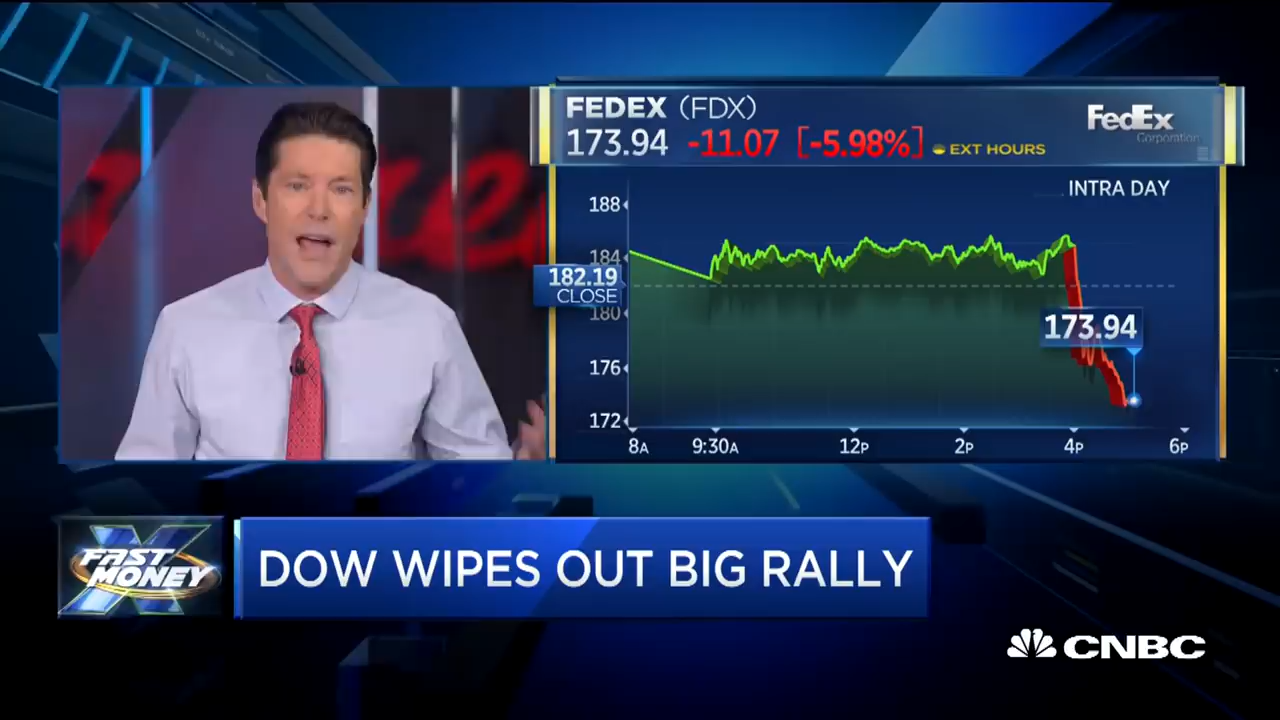 FEDEX (FDX)
173.94 -11.07 [-5.98%] EXT HOURS
FedEx
Corporation
INTRA DAY
188
184
182.19
CLOSE
180
176
172
173.94
8A 9:30A 12P 2P 4P 6P
FAST
MONEY
DOW WIPES OUT BIG RALLY
CNBC